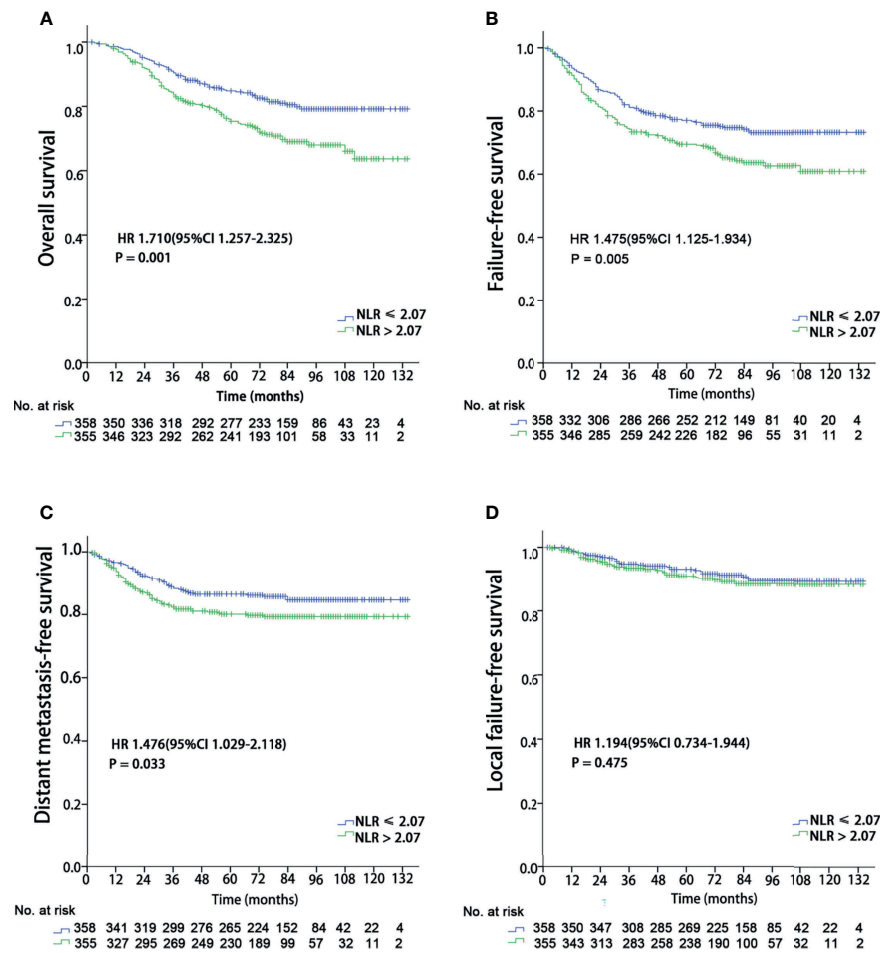 A
Overall survival
1.0
0.8
0.6
0.4
0.2
0.0
HR 1.710(95%CI 1.257-2.325)
P = 0.001
NLR ≤ 2.07
NLR > 2.07
0 12 24 36 48 60 72 84 96 108 120 132
Time (months)
No. at risk
358 350 336 318 292 277 233 159 86 43 23 4
355 346 323 292 262 241 193 101 58 33 11 2
B
Failure-free survival
1.0
0.8
0.6
0.4
0.2
0.0
HR 1.475(95%CI 1.125-1.934)
P = 0.005
NLR ≤ 2.07
NLR > 2.07
0 12 24 36 48 60 72 84 96 108 120 132
Time (months)
No. at risk
358 332 306 286 266 252 212 149 81 40 20 4
355 346 285 259 242 226 182 96 55 31 11 2
C
Distant metastasis-free survival
1.0
0.8
0.6
0.4
0.2
0.0
HR 1.476(95%CI 1.029-2.118)
P = 0.033
NLR ≤ 2.07
NLR > 2.07
0 12 24 36 48 60 72 84 96 108 120 132
Time (months)
No. at risk
358 341 319 299 276 265 224 152 84 42 22 4
355 327 295 269 249 230 189 99 57 32 11 2
D
Local failure-free survival
1.0
0.8
0.6
0.4
0.2
0.0
HR 1.194(95%CI 0.734-1.944)
P = 0.475
NLR ≤ 2.07
NLR > 2.07
0 12 24 36 48 60 72 84 96 108 120 132
Time (months)
No. at risk
358 350 347 308 285 269 225 158 85 42 22 4
355 343 313 283 258 238 190 100 57 32 11 2